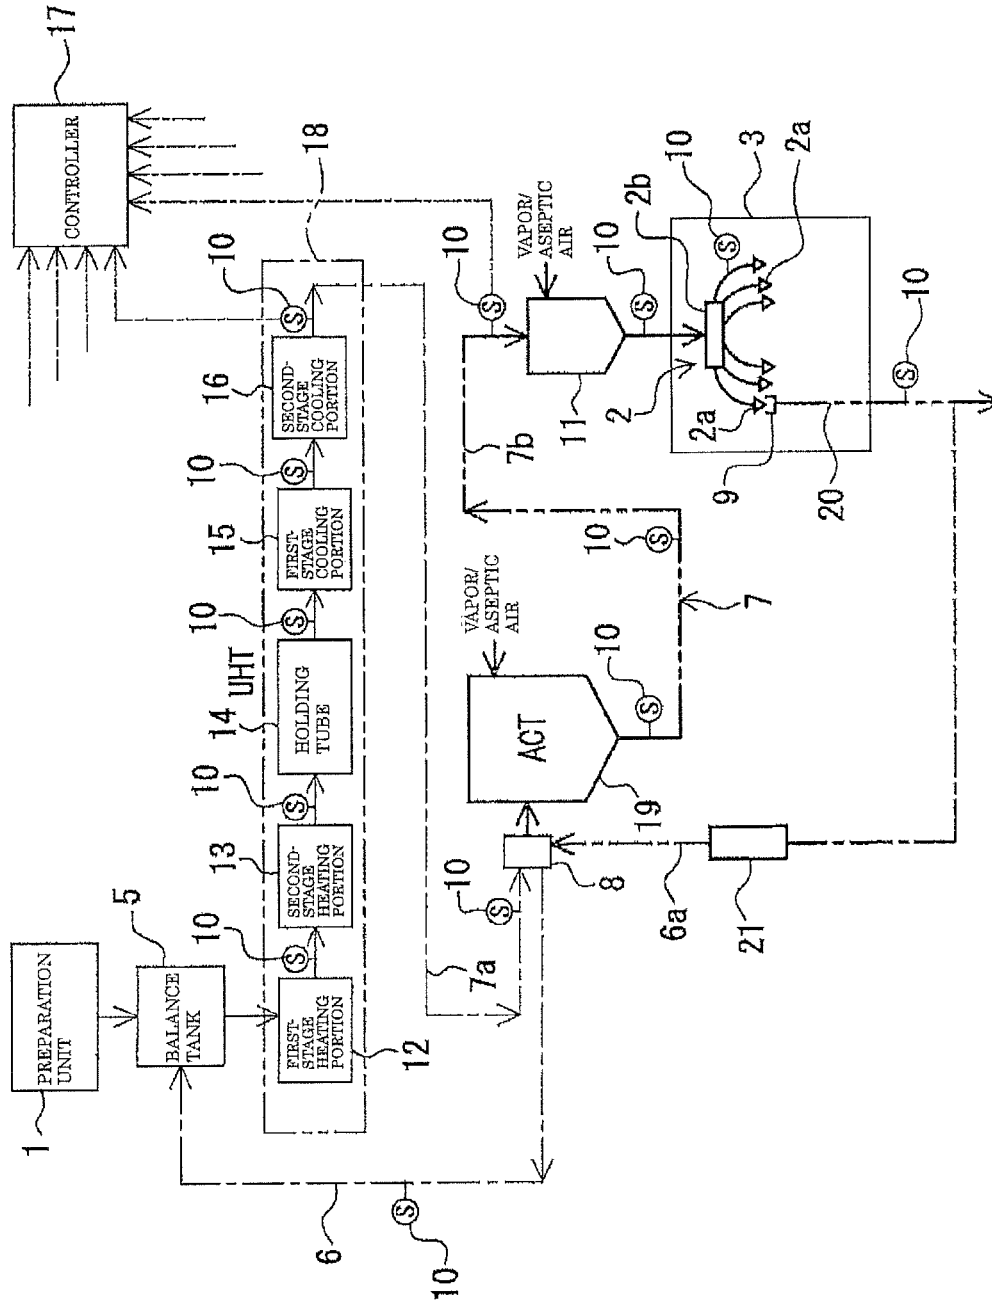 1
PREPARATION
UNIT
5
BALANCE
TANK
6
10
12
FIRST-
STAGE
HEATING
PORTION
10
13
SECOND-
STAGE
HEATING
PORTION
10
14
HOLDING
TUBE
UHT
10
15
FIRST-
STAGE
COOLING
PORTION
10
16
SECOND-
STAGE
COOLING
PORTION
10
18
17
CONTROLLER
7a
10
8
6a
21
ACT
19
VAPOR/
ASEPTIC
AIR
10
7
10
7b
10
11
VAPOR/
ASEPTIC
AIR
10
2
2b
10
2a
3
2a
9
20
10
S
S
S
S
S
S
S
S
S
S
S
S
S
S